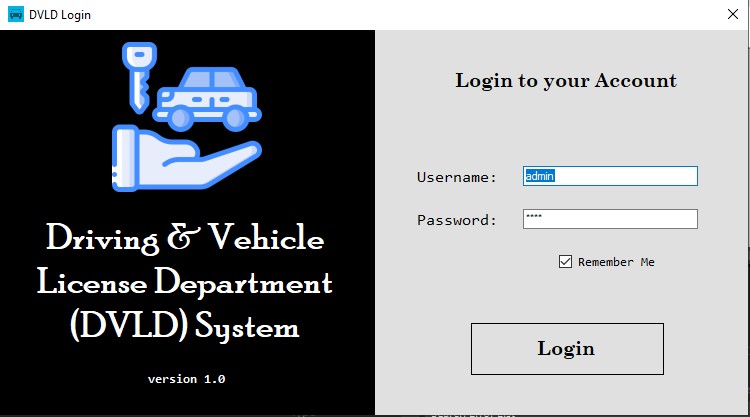 DVLD Login
Driving & Vehicle
License Department
(DVLD) System
version 1.0
Login to your Account
Username: admin
Password: ****
Remember Me
Login